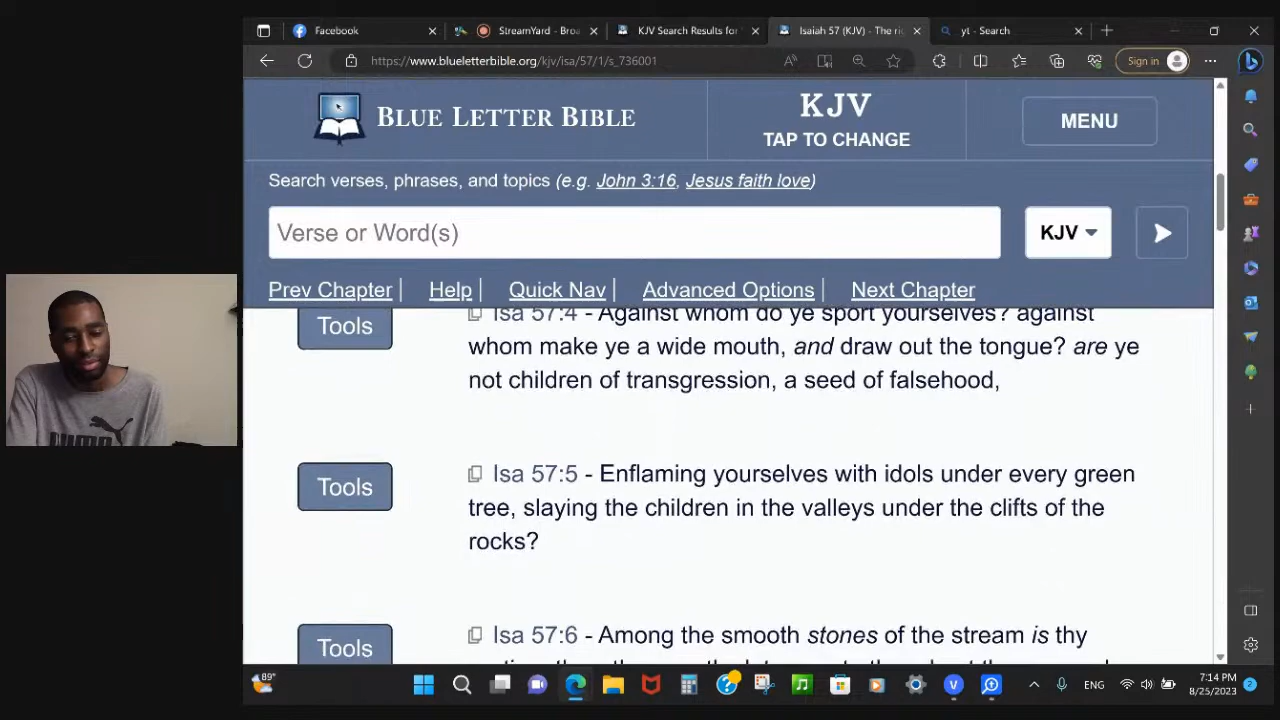 Facebook
StreamYard - Broa
KJV Search Results for
Isaiah 57 (KJV) - The ri
yt - Search
https://www.blueletterbible.org/kjv/isa/57/1/s_736001
Sign in
BLUE LETTER BIBLE
KJV
TAP TO CHANGE
MENU
Search verses, phrases, and topics (e.g. John 3:16, Jesus faith love)
Verse or Word(s)
KJV
Prev Chapter | Help | Quick Nav | Advanced Options | Next Chapter
Tools
Isa 57:4 - Against whom do ye sport yourselves? against
whom make ye a wide mouth, and draw out the tongue? are ye
not children of transgression, a seed of falsehood,
Tools
Isa 57:5 - Enflaming yourselves with idols under every green
tree, slaying the children in the valleys under the clifts of the
rocks?
Tools
Isa 57:6 - Among the smooth stones of the stream is thy
PUMA
89°
ENG
7:14 PM
8/25/2023
2